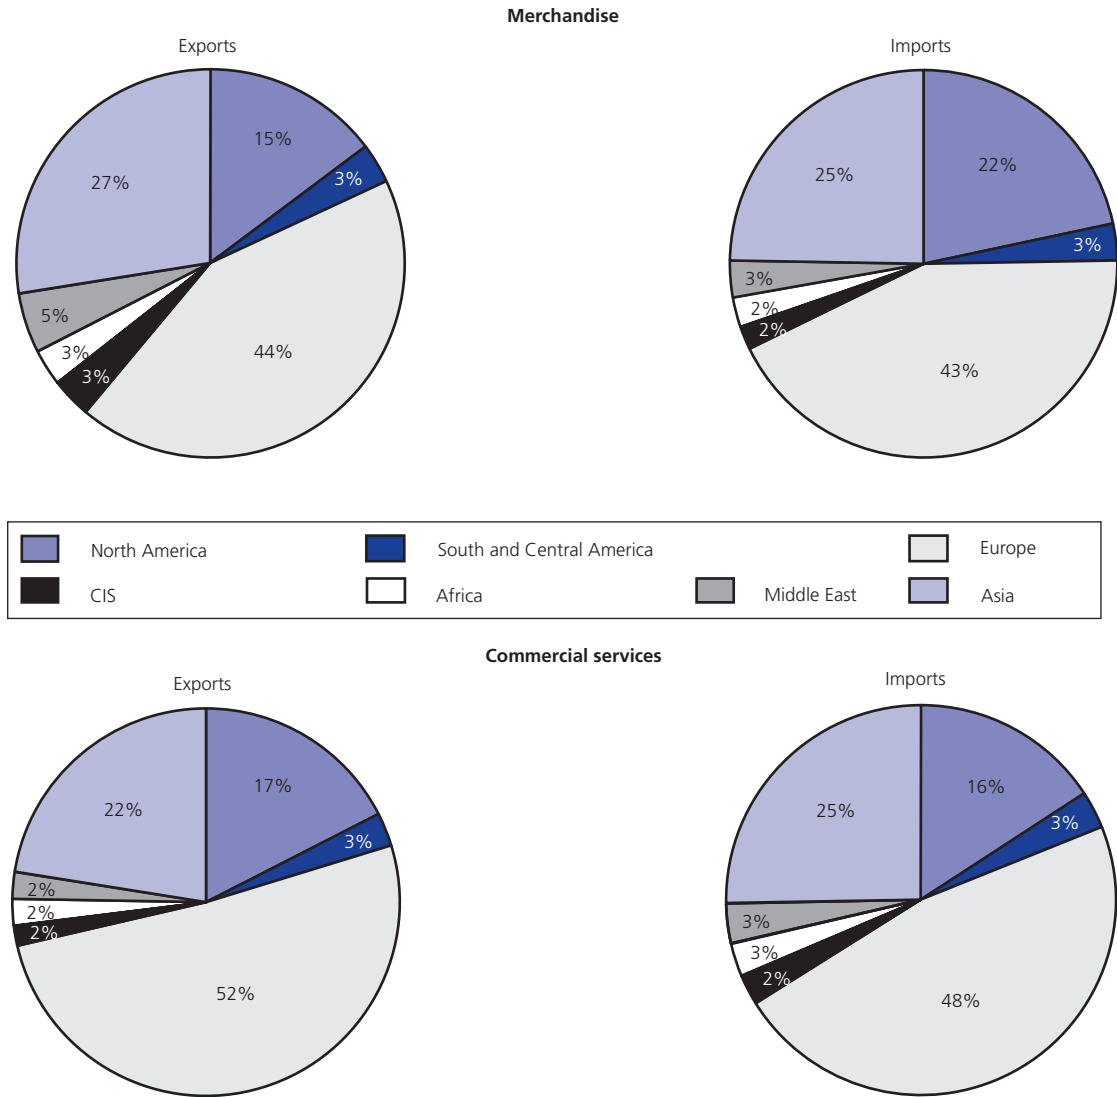 Merchandise
Exports
Imports
15%
3%
27%
5%
3%
3%
44%
22%
3%
25%
3%
2%
2%
43%
North America
South and Central America
Europe
CIS
Africa
Middle East
Asia
Commercial services
Exports
Imports
17%
3%
22%
2%
2%
2%
52%
16%
3%
25%
3%
3%
2%
48%